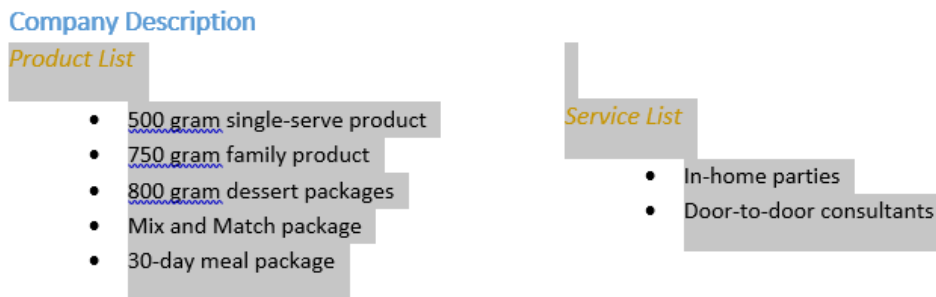 Company Description
Product List
500 gram single-serve product
750 gram family product
800 gram dessert packages
Mix and Match package
30-day meal package
Service List
In-home parties
Door-to-door consultants